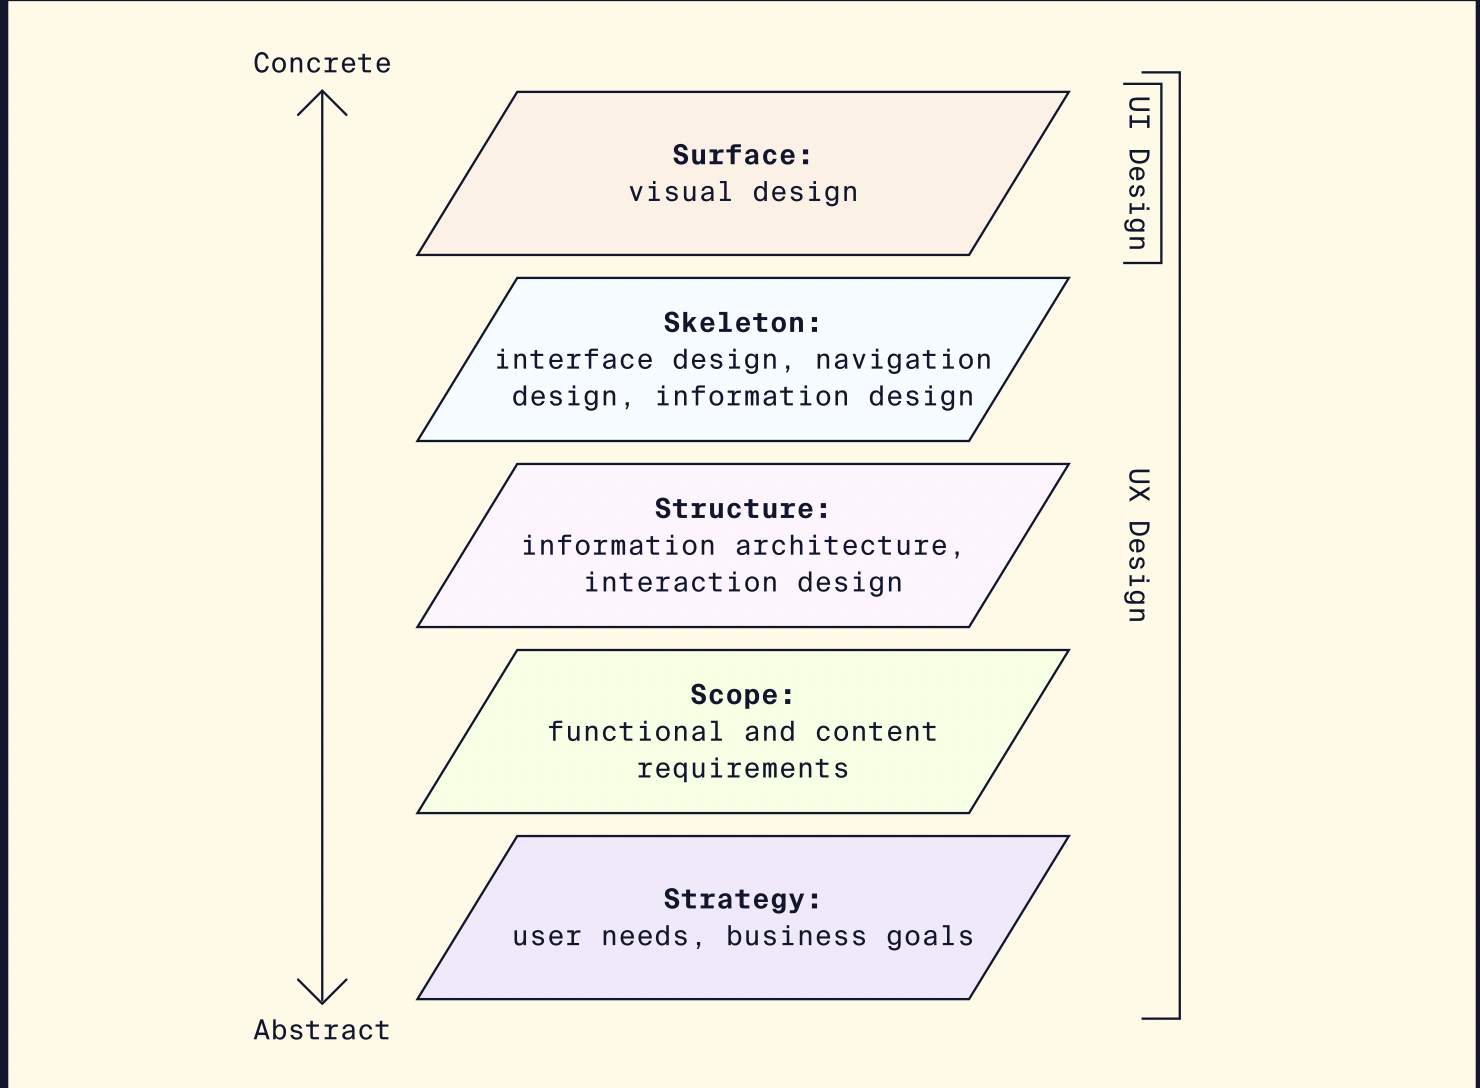 Concrete
Surface:
visual design
UI Design
Skeleton:
interface design, navigation
design, information design
Structure:
information architecture,
interaction design
UX Design
Scope:
functional and content
requirements
Strategy:
user needs, business goals
Abstract